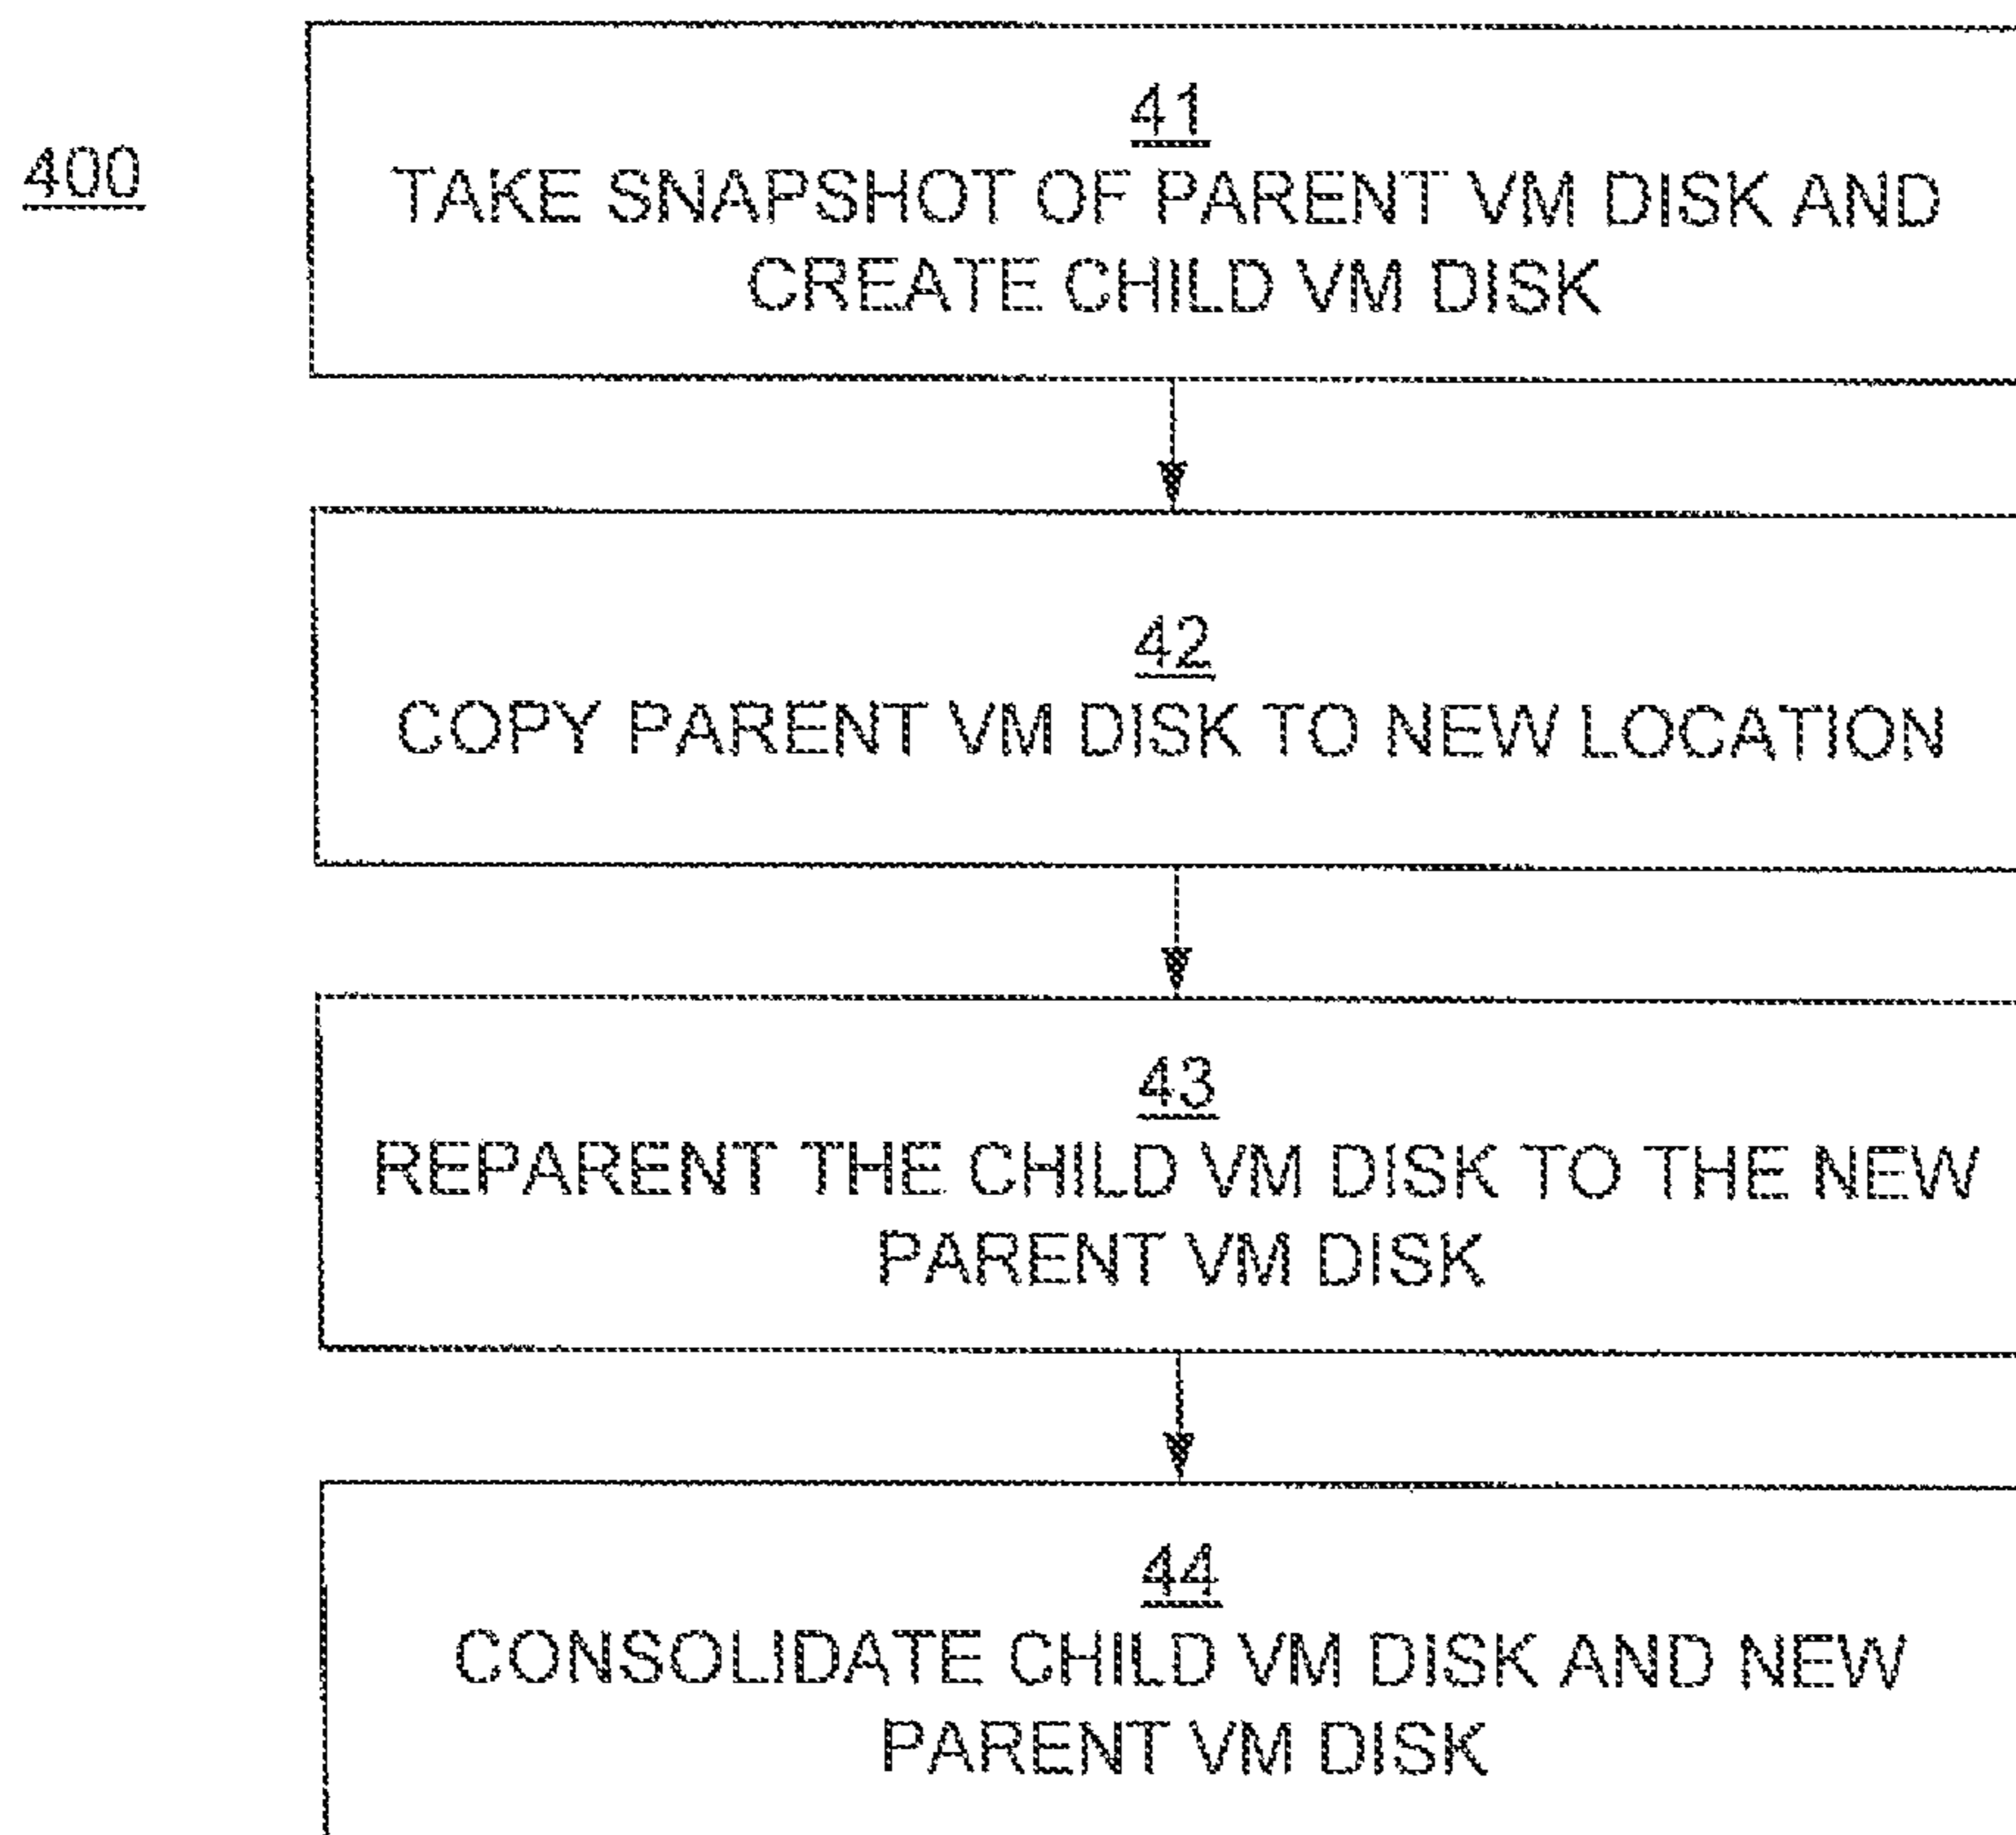 400
41
TAKE SNAPSHOT OF PARENT VM DISK AND
CREATE CHILD VM DISK
42
COPY PARENT VM DISK TO NEW LOCATION
43
REPARENT THE CHILD VM DISK TO THE NEW
PARENT VM DISK
44
CONSOLIDATE CHILD VM DISK AND NEW
PARENT VM DISK